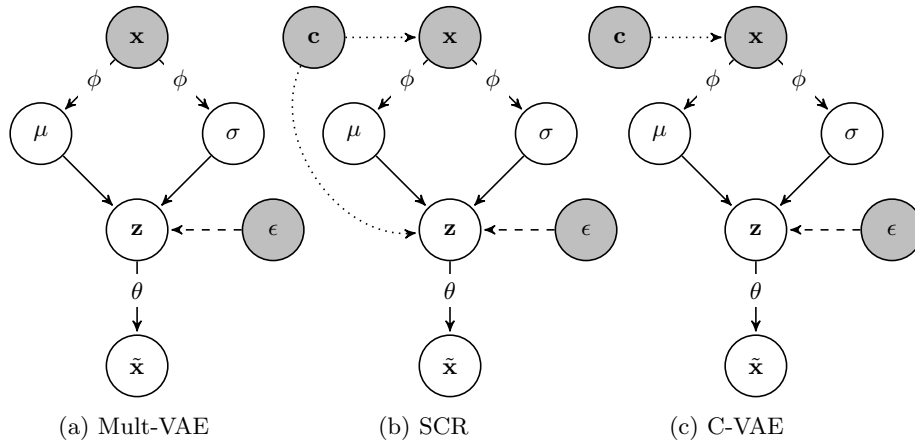 x c x c x
ϕ ϕ ϕ ϕ ϕ ϕ
μ σ μ σ μ σ
z ϵ z ϵ z ϵ
θ θ θ
x̃ x̃ x̃
(a) Mult-VAE (b) SCR (c) C-VAE